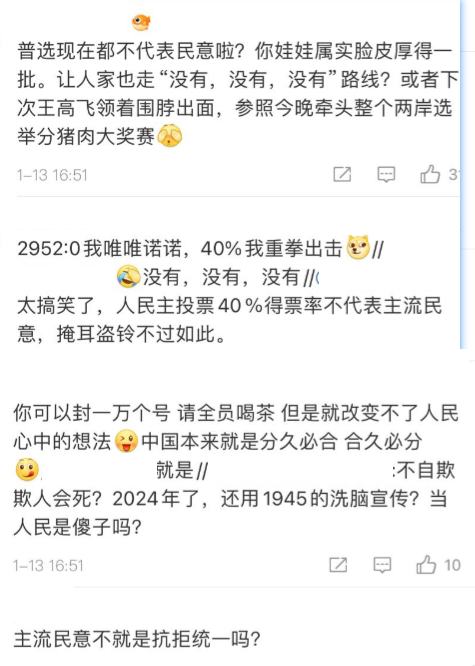 普选现在都不代表民意啦？你娃娃属实脸皮厚得一
批。让人家也走“没有，没有，没有”路线？或者下
次王高飞领着围脖出面，参照今晚牵头整个两岸选
举分猪肉大奖赛
1-13 16:51
2952:0我唯唯诺诺，40%我重拳出击//
没有，没有，没有//
太搞笑了，人民主投票40%得票率不代表主流民
意，掩耳盗铃不过如此。
你可以封一万个号 请全员喝茶 但是就改变不了人民
心中的想法 中国本来就是分久必合 合久必分
就是// :不自欺
欺人会死？2024年了，还用1945的洗脑宣传？当
人民是傻子吗？
1-13 16:51 10
主流民意不就是抗拒统一吗？